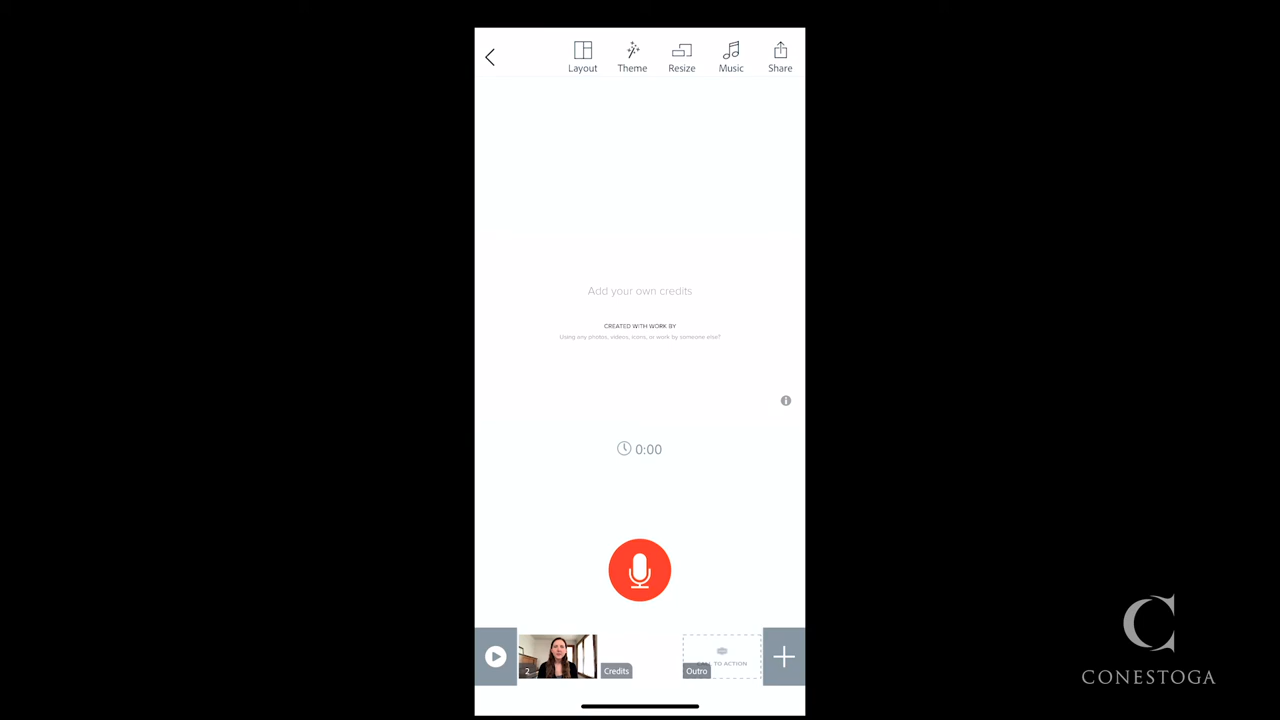 Layout
Theme
Resize
Music
Share
Add your own credits
CREATED WITH WORK BY
Using any photos, videos, icons, or work by someone else?
0:00
2
Credits
CALL TO ACTION
Outro
C
CONESTOGA